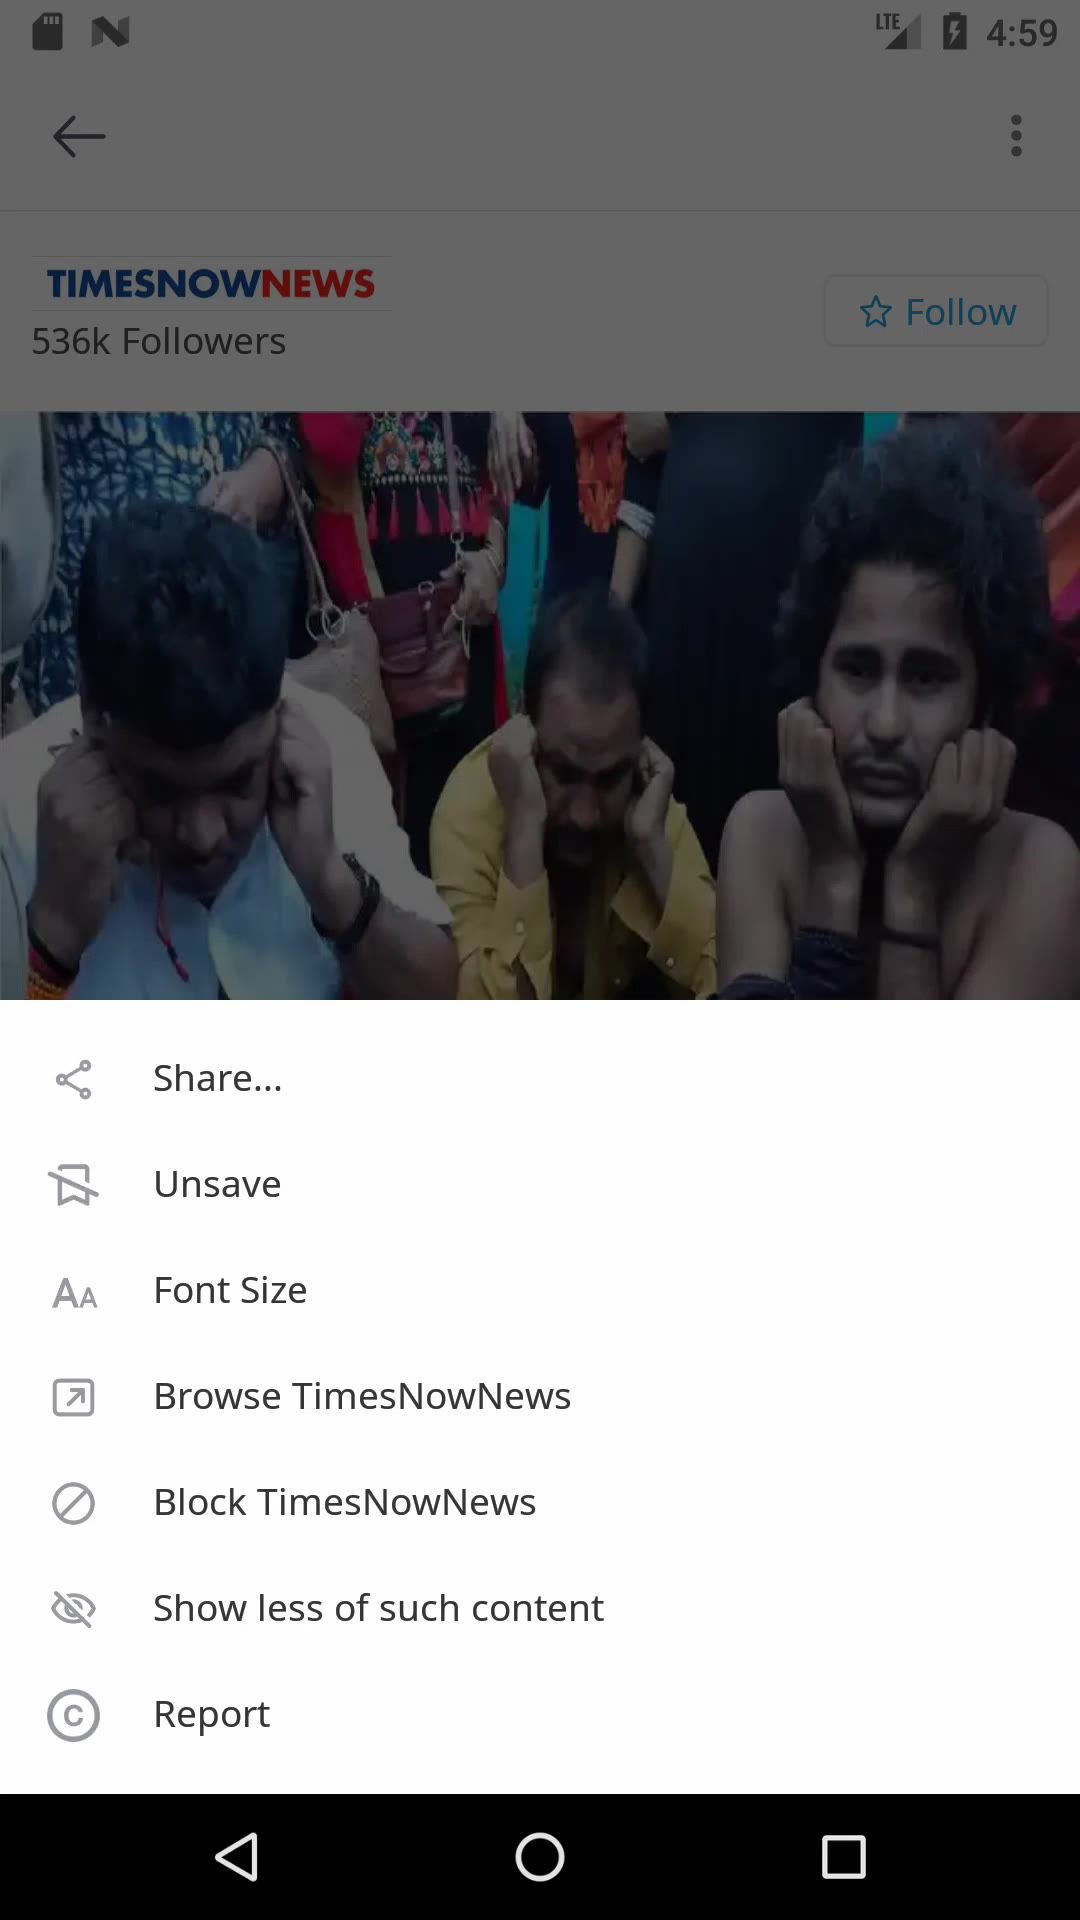 LTE 4:59
TIMESNOWNEWS
536k Followers
Follow
Share...
Unsave
Font Size
Browse TimesNowNews
Block TimesNowNews
Show less of such content
Report